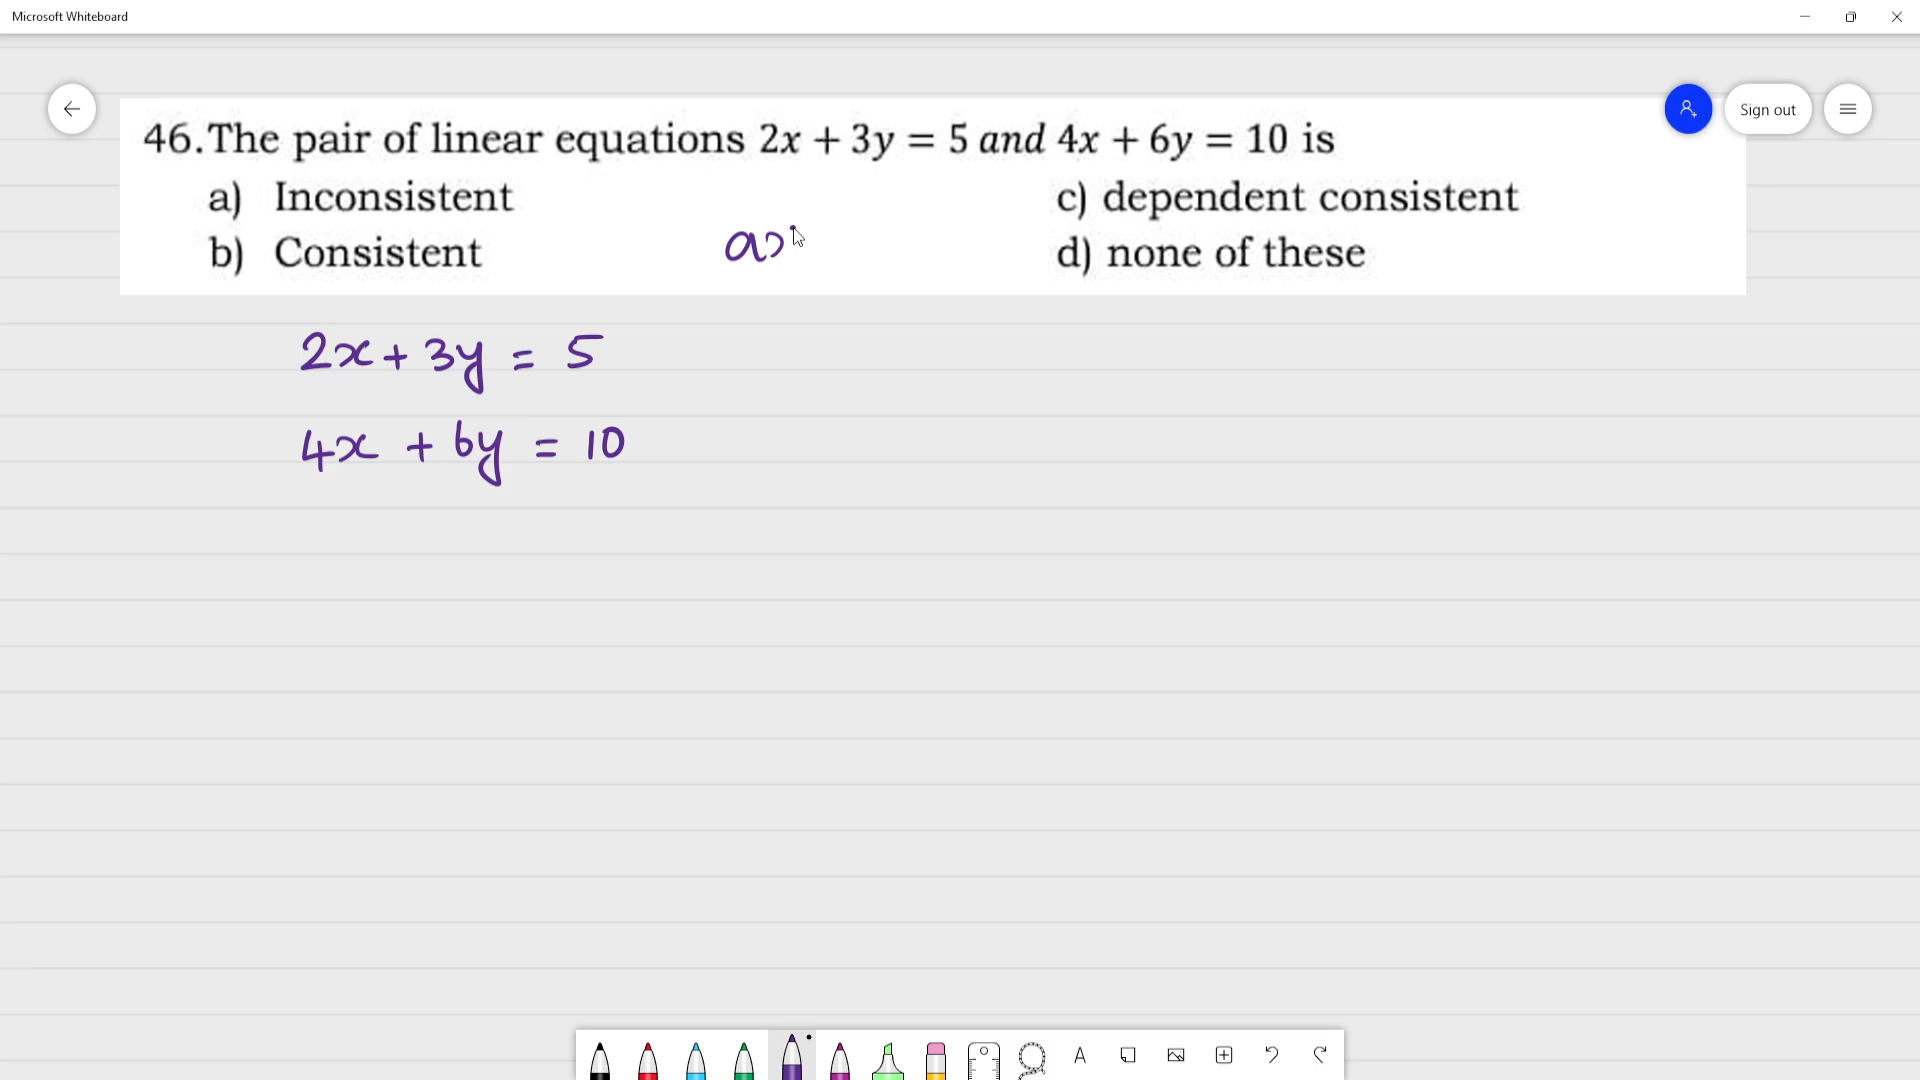 Microsoft Whiteboard
Sign out
46.The pair of linear equations 2x + 3y = 5 and 4x + 6y = 10 is
a) Inconsistent
c) dependent consistent
b) Consistent
d) none of these
2x + 3y = 5
4x + 6y = 10
A